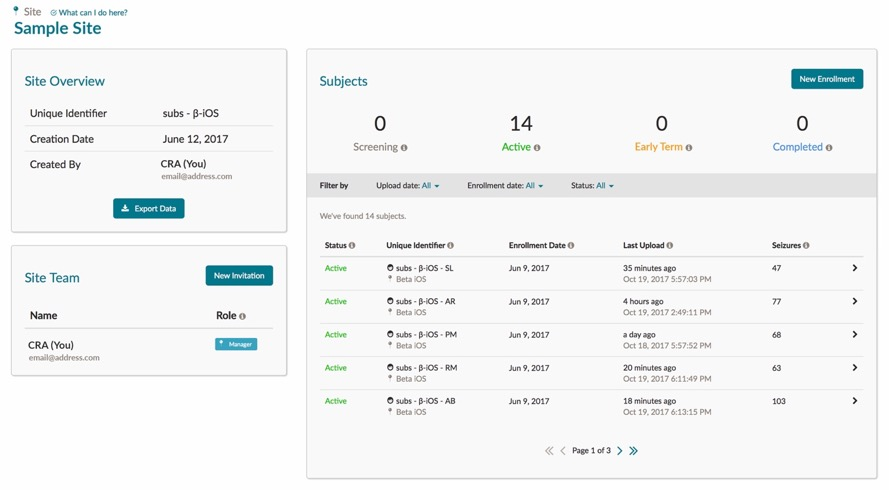 Site What can I do here?
Sample Site
Site Overview
Unique Identifier subs - β-iOS
Creation Date June 12, 2017
Created By CRA (You)
email@address.com
Export Data
Site Team New Invitation
Name Role
CRA (You) Manager
email@address.com
Subjects New Enrollment
0 14 0 0
Screening Active Early Term Completed
Filter by Upload date: All Enrollment date: All Status: All
We've found 14 subjects.
Status Unique Identifier Enrollment Date Last Upload Seizures
Active subs - β-iOS - SL Jun 9, 2017 35 minutes ago 47
Beta iOS Oct 19, 2017 5:57:03 PM
Active subs - β-iOS - AR Jun 9, 2017 4 hours ago 77
Beta iOS Oct 19, 2017 2:49:11 PM
Active subs - β-iOS - PM Jun 9, 2017 a day ago 68
Beta iOS Oct 18, 2017 5:57:52 PM
Active subs - β-iOS - RM Jun 9, 2017 20 minutes ago 63
Beta iOS Oct 19, 2017 6:11:49 PM
Active subs - β-iOS - AB Jun 9, 2017 18 minutes ago 103
Beta iOS Oct 19, 2017 6:13:15 PM
Page 1 of 3